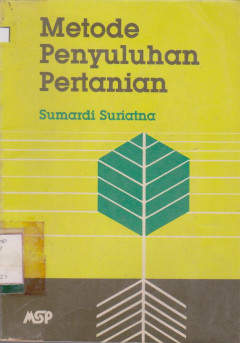 Metode
Penyuluhan
Pertanian
Sumardi Suriatna
MSP